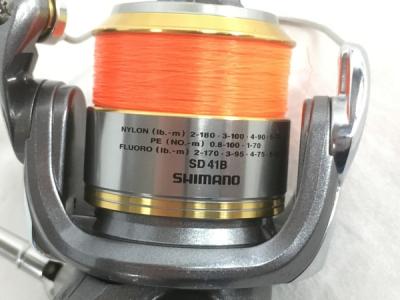 NYLON (lb.-m) 2-180・3-100・4-90
PE (NO.-m) 0.8-100・1-70
FLUORO (lb.-m) 2-170・3-95・4-75
SD 41B
SHIMANO